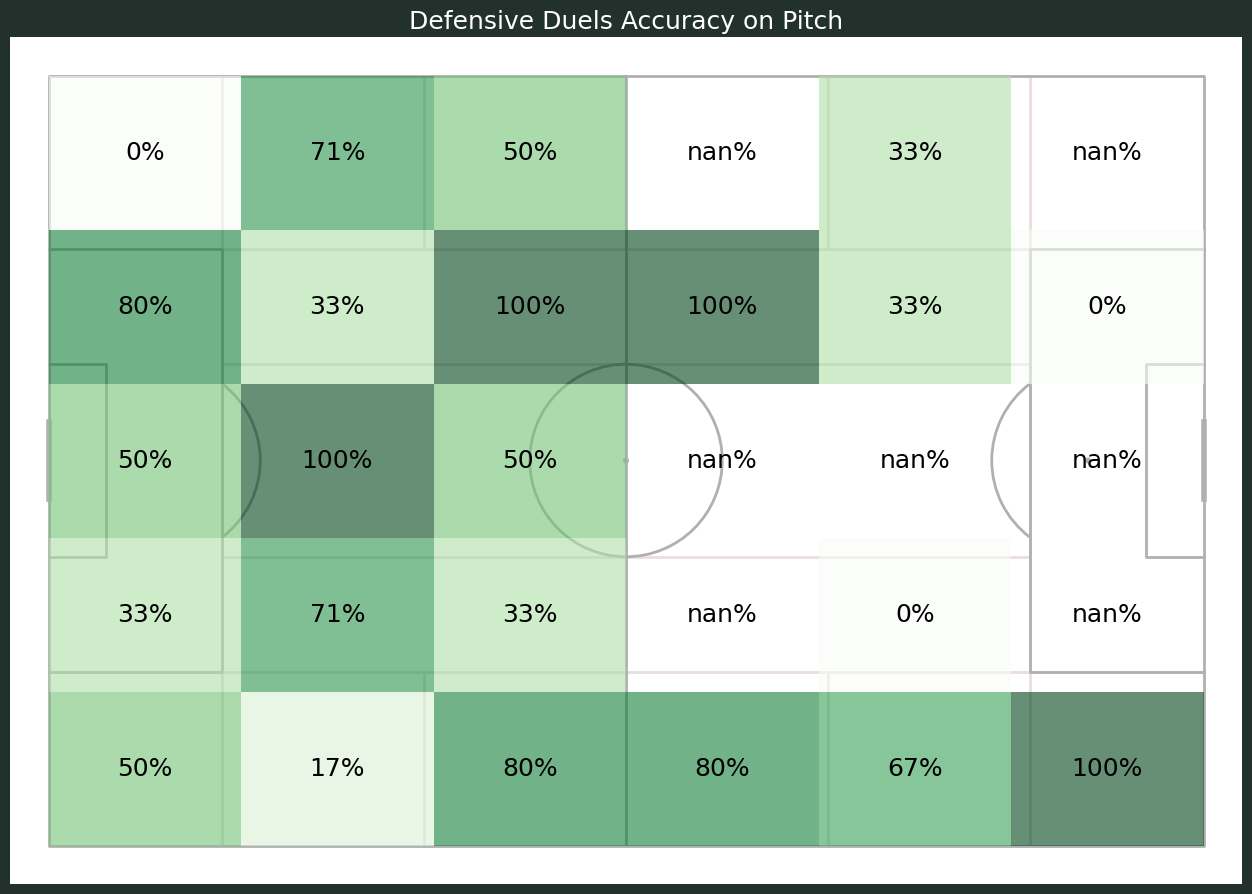 Defensive Duels Accuracy on Pitch
0% 71% 50% nan% 33% nan%
80% 33% 100% 100% 33% 0%
50% 100% 50% nan% nan% nan%
33% 71% 33% nan% 0% nan%
50% 17% 80% 80% 67% 100%